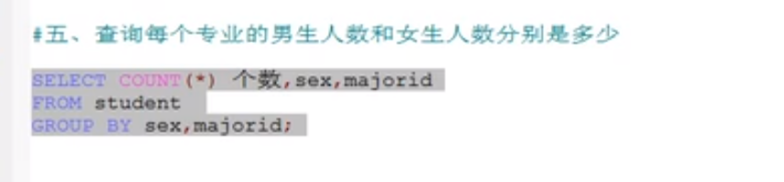 #五、查询每个专业的男生人数和女生人数分别是多少
SELECT COUNT(*) 个数,sex,majorid
FROM student
GROUP BY sex,majorid;